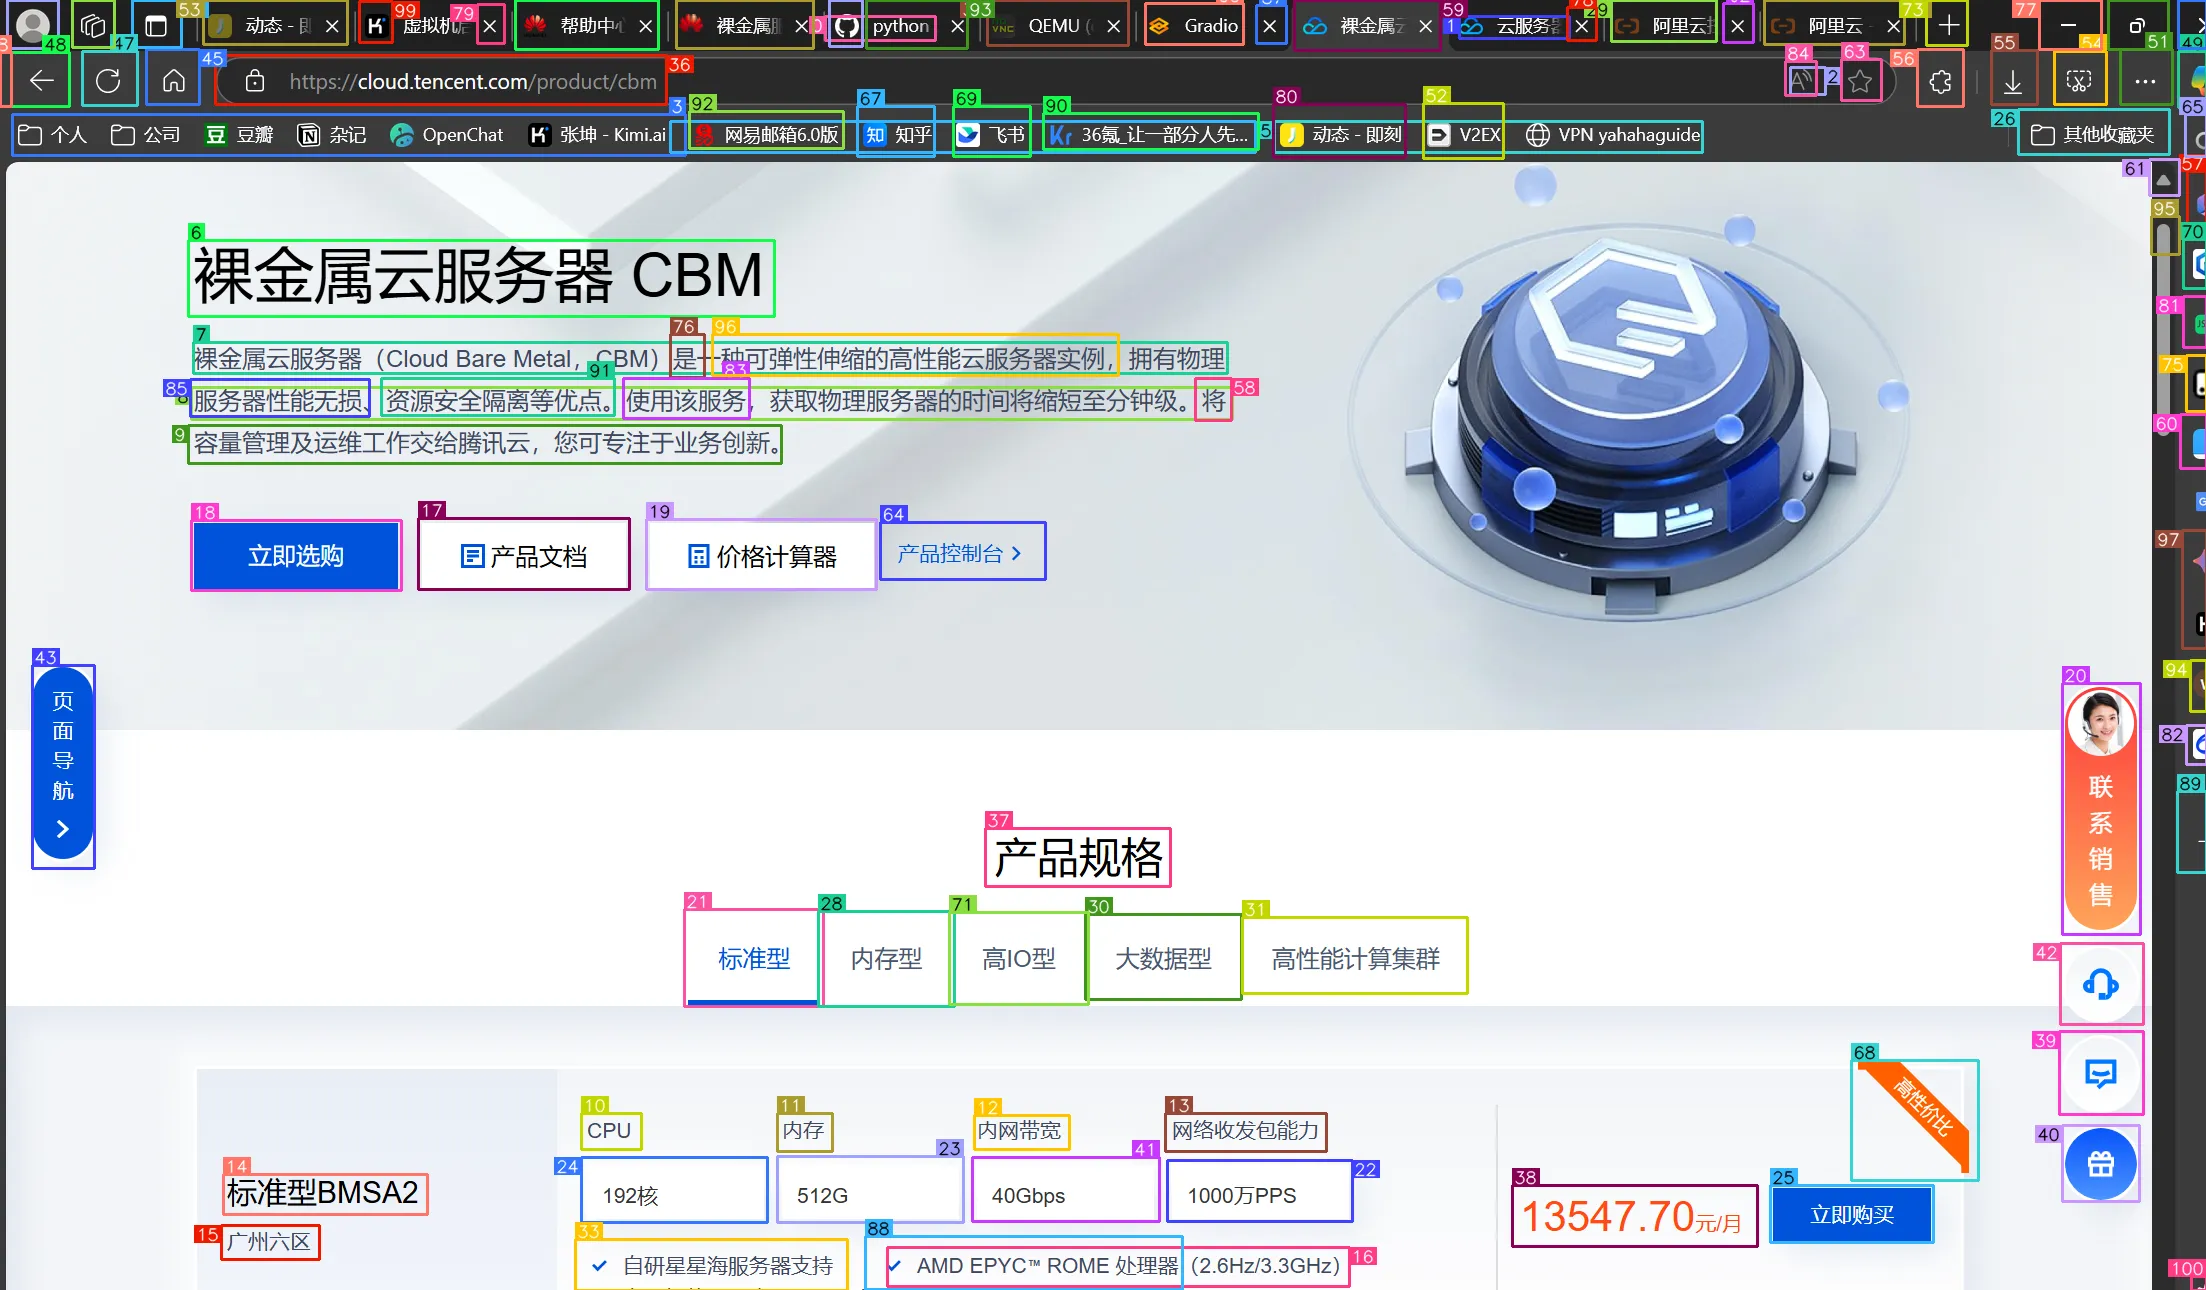 动态 - 即
虚拟机
帮助中心
裸金属服
python
QEMU (
Gradio
裸金属云
云服务器
阿里云
阿里云
https://cloud.tencent.com/product/cbm
个人
公司
豆瓣
杂记
OpenChat
张坤 - Kimi.ai
网易邮箱6.0版
知乎
飞书
36氪_让一部分人先...
动态 - 即刻
V2EX
VPN yahahaguide
其他收藏夹
裸金属云服务器 CBM
裸金属云服务器（Cloud Bare Metal，CBM）是一种可弹性伸缩的高性能云服务器实例，拥有物理
服务器性能无损、资源安全隔离等优点。使用该服务，获取物理服务器的时间将缩短至分钟级。将
容量管理及运维工作交给腾讯云，您可专注于业务创新。
立即选购
产品文档
价格计算器
产品控制台
页面导航
联系销售
产品规格
标准型
内存型
高IO型
大数据型
高性能计算集群
高性价比
CPU
内存
内网带宽
网络收发包能力
标准型BMSA2
192核
512G
40Gbps
1000万PPS
13547.70元/月
立即购买
广州六区
自研星星海服务器支持
AMD EPYC™ ROME 处理器（2.6Hz/3.3GHz）